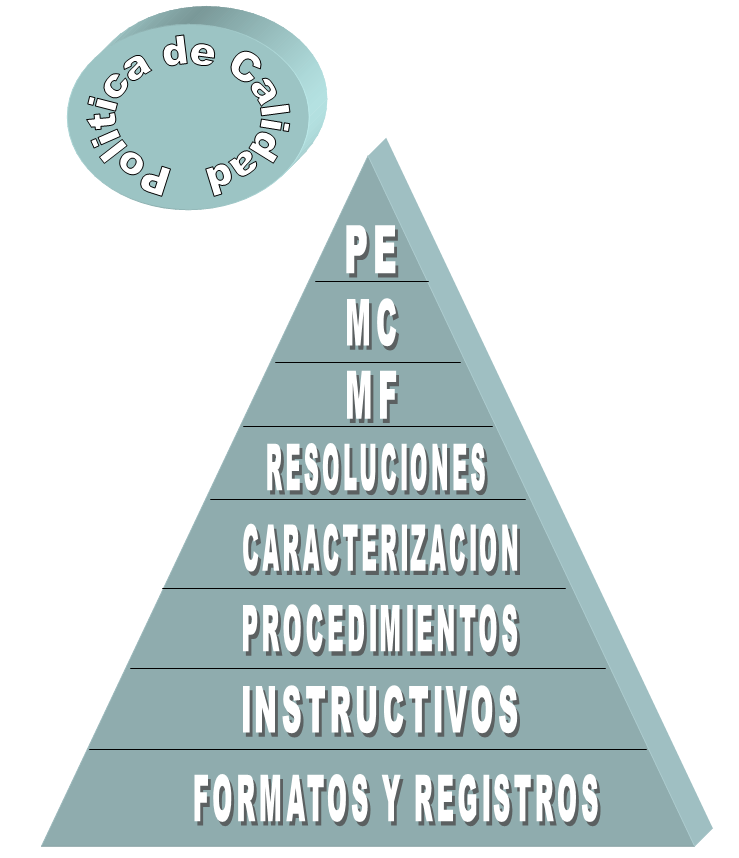 Politica de Calidad
PE
MC
MF
RESOLUCIONES
CARACTERIZACION
PROCEDIMIENTOS
INSTRUCTIVOS
FORMATOS Y REGISTROS